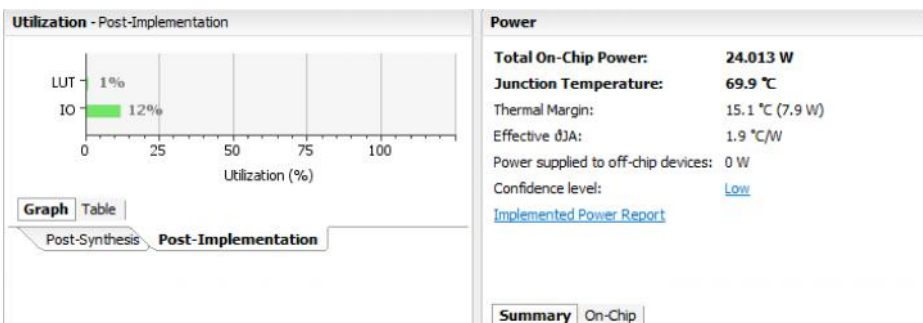 Utilization - Post-Implementation
LUT 1%
IO 12%
0 25 50 75 100
Utilization (%)
Graph Table
Post-Synthesis Post-Implementation
Power
Total On-Chip Power: 24.013 W
Junction Temperature: 69.9 °C
Thermal Margin: 15.1 °C (7.9 W)
Effective ϑJA: 1.9 °C/W
Power supplied to off-chip devices: 0 W
Confidence level: Low
Implemented Power Report
Summary On-Chip